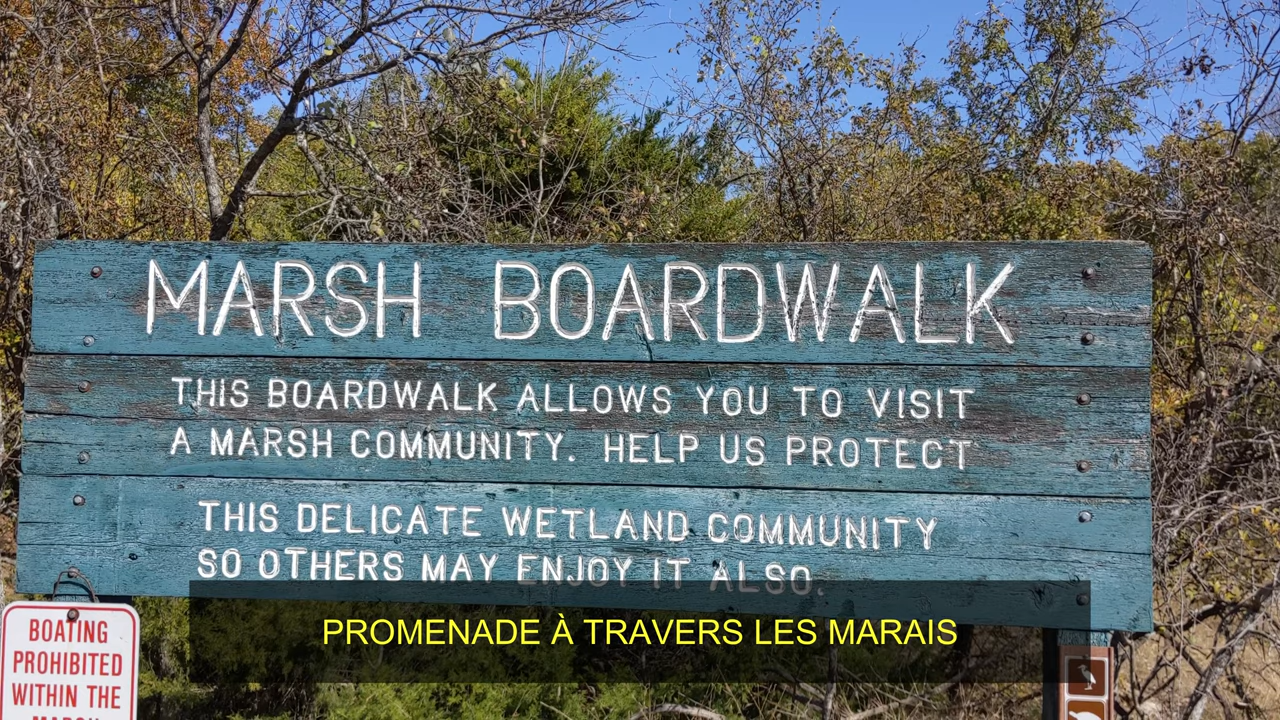 MARSH BOARDWALK
THIS BOARDWALK ALLOWS YOU TO VISIT
A MARSH COMMUNITY. HELP US PROTECT
THIS DELICATE WETLAND COMMUNITY
SO OTHERS MAY ENJOY IT ALSO.
PROMENADE À TRAVERS LES MARAIS
BOATING
PROHIBITED
WITHIN THE
MARSH